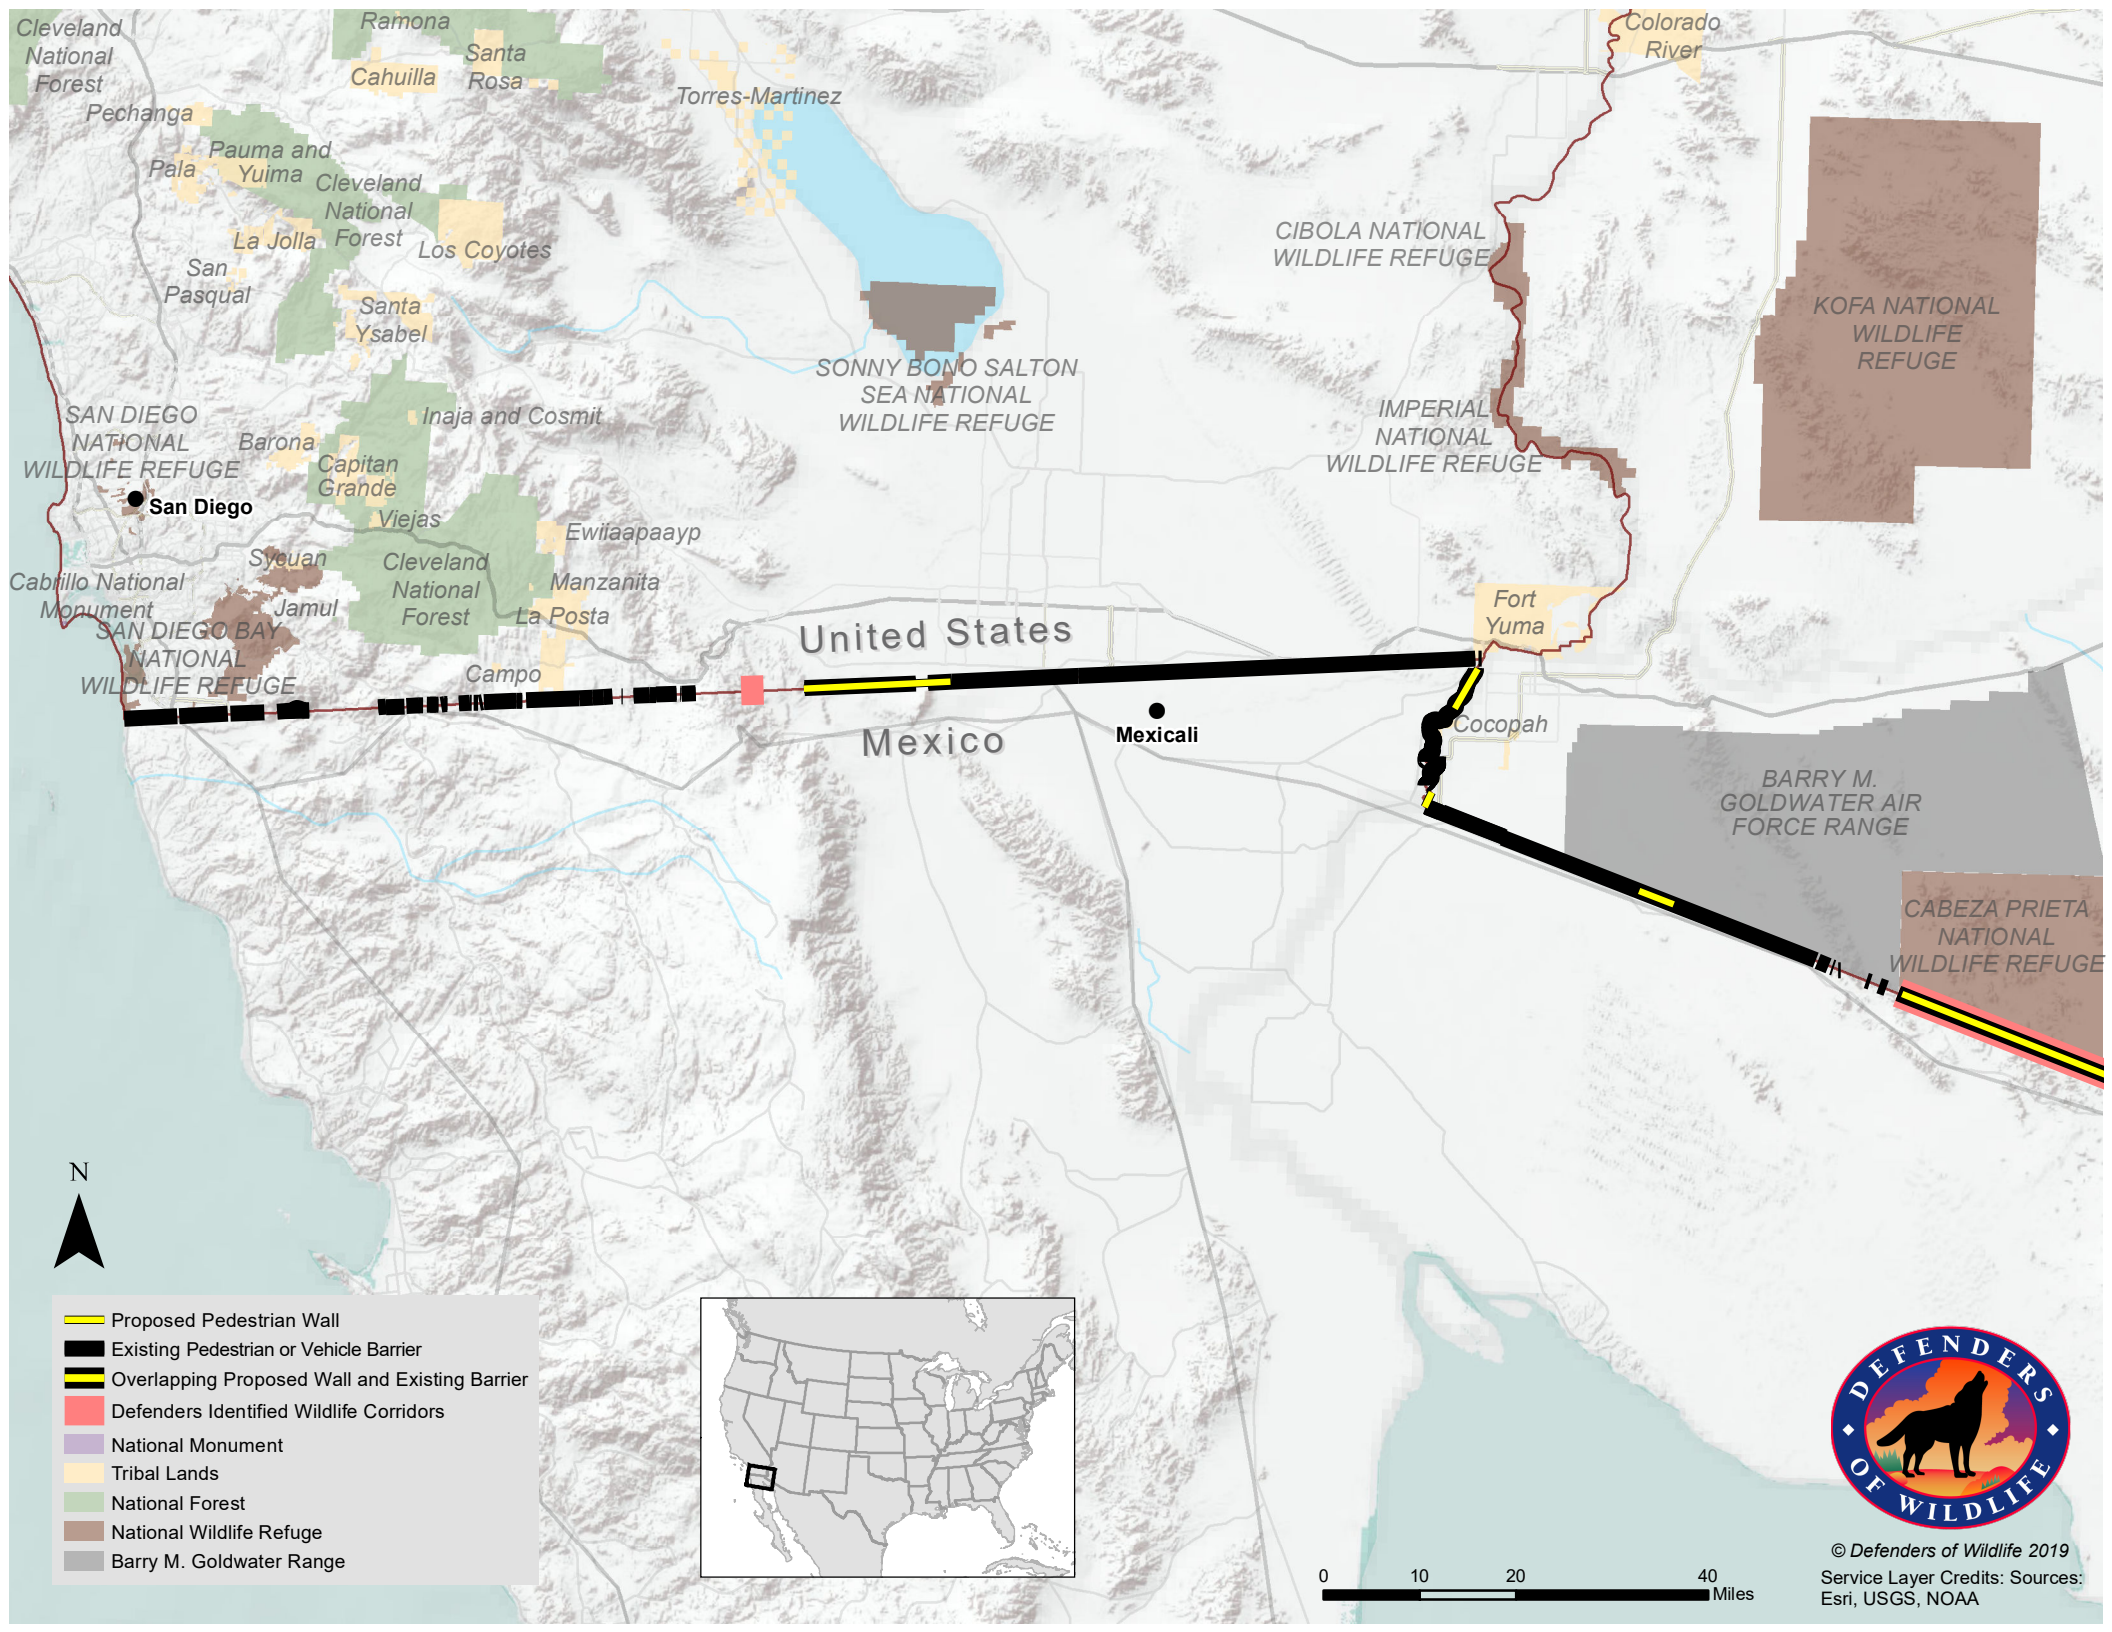 Cleveland
National
Forest
Ramona
Santa
Rosa
Cahuilla
Pechanga
Torres-Martinez
Colorado
River
Pauma and
Yuima
Pala
Cleveland
National
Forest
La Jolla
Los Coyotes
San
Pasqual
Santa
Ysabel
CIBOLA NATIONAL
WILDLIFE REFUGE
KOFA NATIONAL
WILDLIFE
REFUGE
SONNY BONO SALTON
SEA NATIONAL
WILDLIFE REFUGE
IMPERIAL
NATIONAL
WILDLIFE REFUGE
SAN DIEGO
NATIONAL
WILDLIFE REFUGE
Barona
Inaja and Cosmit
Capitan
Grande
San Diego
Viejas
Ewiiaapaayp
Sycuan
Cleveland
National
Forest
Cabrillo National
Monument
Jamul
Manzanita
La Posta
SAN DIEGO BAY
NATIONAL
WILDLIFE REFUGE
Campo
United States
Mexico
Mexicali
Fort
Yuma
Cocopah
BARRY M.
GOLDWATER AIR
FORCE RANGE
CABEZA PRIETA
NATIONAL
WILDLIFE REFUGE
N
Proposed Pedestrian Wall
Existing Pedestrian or Vehicle Barrier
Overlapping Proposed Wall and Existing Barrier
Defenders Identified Wildlife Corridors
National Monument
Tribal Lands
National Forest
National Wildlife Refuge
Barry M. Goldwater Range
0 10 20 40
Miles
DEFENDERS
OF WILDLIFE
© Defenders of Wildlife 2019
Service Layer Credits: Sources:
Esri, USGS, NOAA